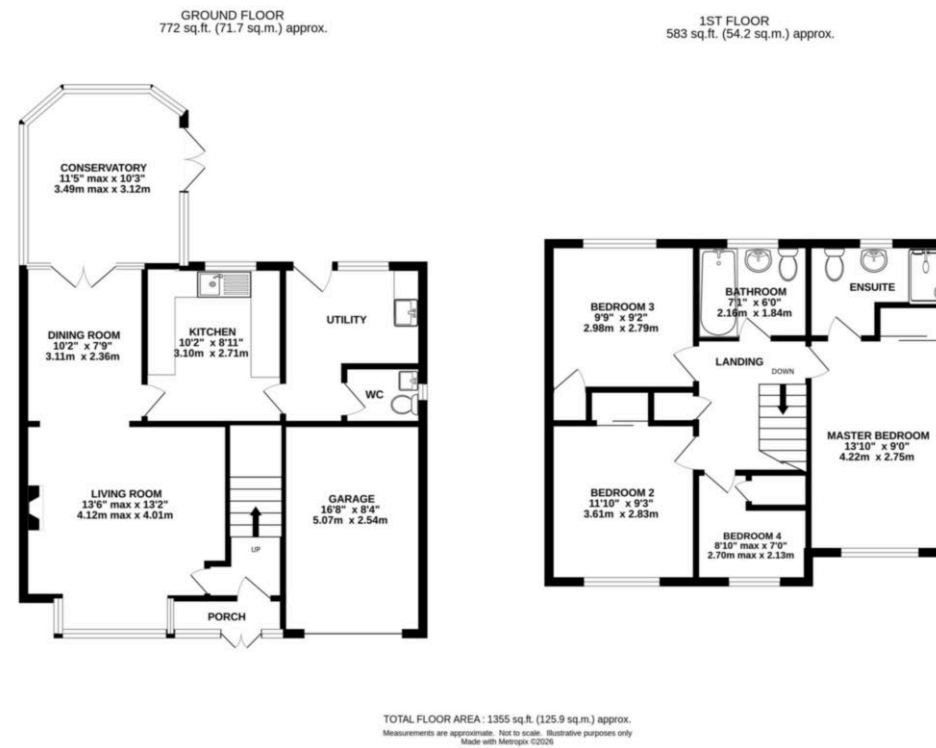 GROUND FLOOR
772 sq.ft. (71.7 sq.m.) approx.
1ST FLOOR
583 sq.ft. (54.2 sq.m.) approx.
CONSERVATORY
11'5" max x 10'3"
3.49m max x 3.12m
DINING ROOM
10'2" x 7'9"
3.11m x 2.36m
KITCHEN
10'2" x 8'11"
3.10m x 2.71m
UTILITY
WC
LIVING ROOM
13'6" max x 13'2"
4.12m max x 4.01m
UP
GARAGE
16'8" x 8'4"
5.07m x 2.54m
PORCH
BEDROOM 3
9'9" x 9'2"
2.98m x 2.79m
BATHROOM
7'1" x 6'0"
2.16m x 1.84m
ENSUITE
LANDING
DOWN
MASTER BEDROOM
13'10" x 9'0"
4.22m x 2.75m
BEDROOM 2
11'10" x 9'3"
3.61m x 2.83m
BEDROOM 4
8'10" max x 7'0"
2.70m max x 2.13m
TOTAL FLOOR AREA : 1355 sq.ft. (125.9 sq.m.) approx.
Measurements are approximate. Not to scale. Illustrative purposes only
Made with Metropix ©2026